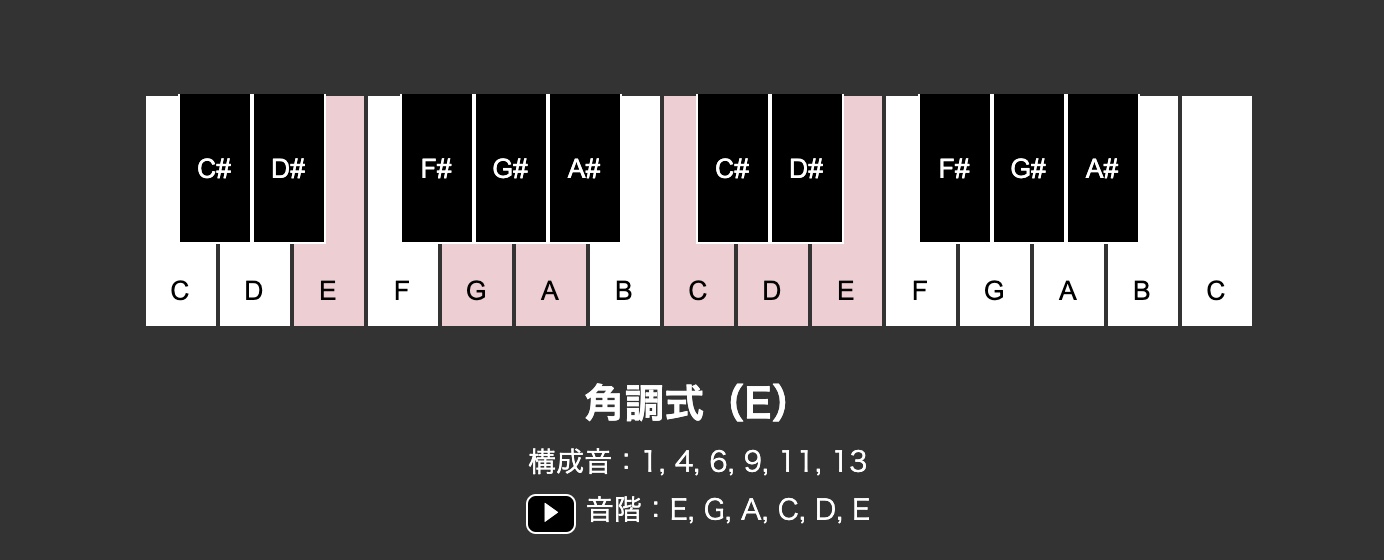 C# D# F# G# A# C# D# F# G# A#
C D E F G A B C D E F G A B C
角調式（E）
構成音：1, 4, 6, 9, 11, 13
音階：E, G, A, C, D, E